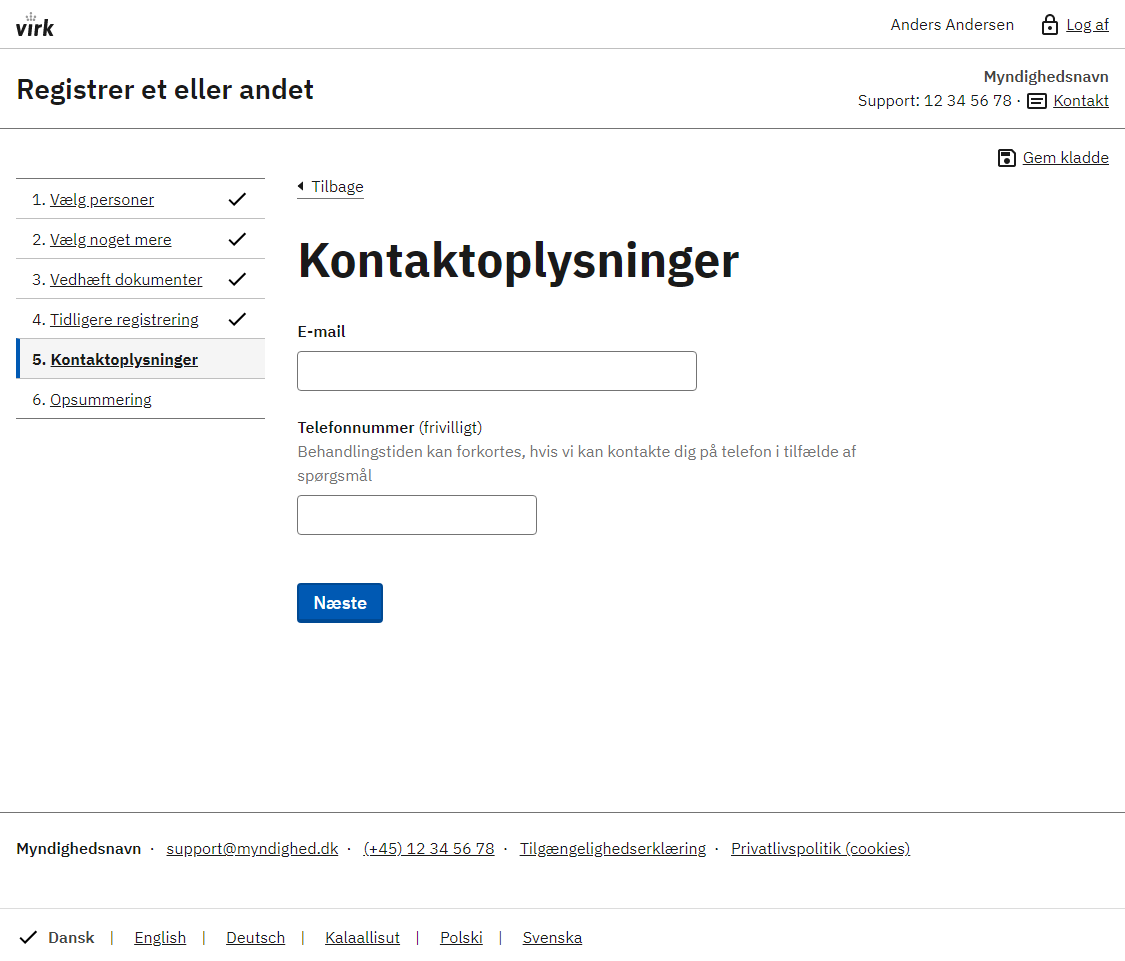 virk
Anders Andersen Log af
Registrer et eller andet
Myndighedsnavn
Support: 12 34 56 78 · Kontakt
Gem kladde
1. Vælg personer
2. Vælg noget mere
3. Vedhæft dokumenter
4. Tidligere registrering
5. Kontaktoplysninger
6. Opsummering
Tilbage
Kontaktoplysninger
E-mail
Telefonnummer (frivilligt)
Behandlingstiden kan forkortes, hvis vi kan kontakte dig på telefon i tilfælde af
spørgsmål
Næste
Myndighedsnavn · support@myndighed.dk · (+45) 12 34 56 78 · Tilgængelighedserklæring · Privatlivspolitik (cookies)
Dansk | English | Deutsch | Kalaallisut | Polski | Svenska